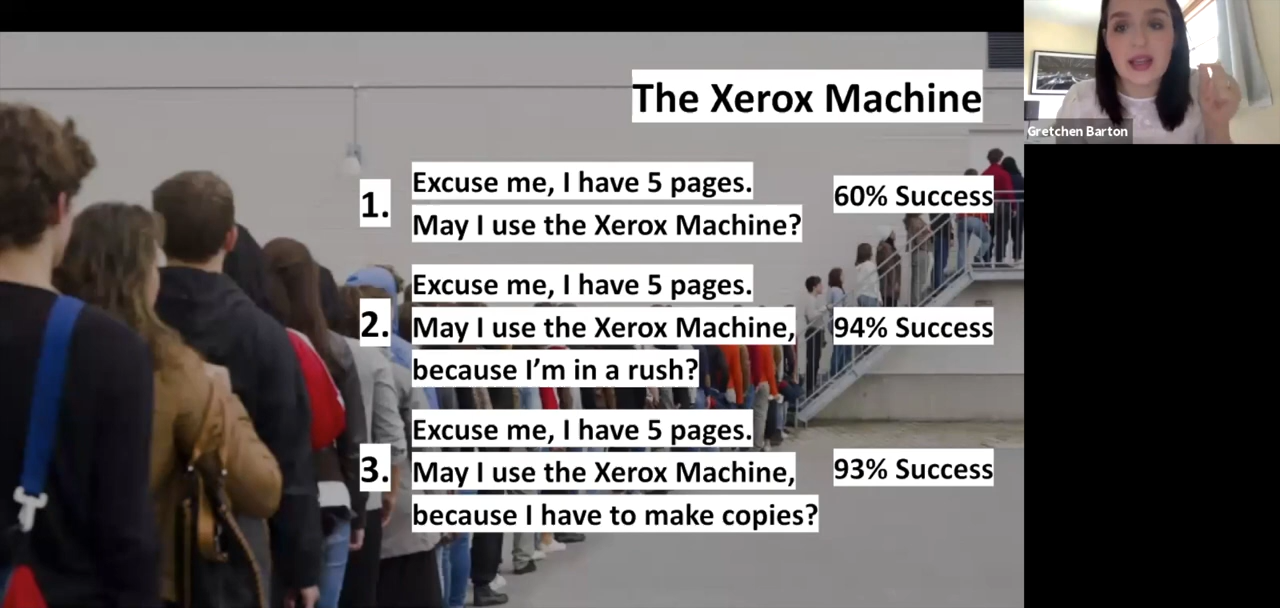 The Xerox Machine
Gretchen Barton
1.
Excuse me, I have 5 pages.
May I use the Xerox Machine?
60% Success
2.
Excuse me, I have 5 pages.
May I use the Xerox Machine,
because I’m in a rush?
94% Success
3.
Excuse me, I have 5 pages.
May I use the Xerox Machine,
because I have to make copies?
93% Success